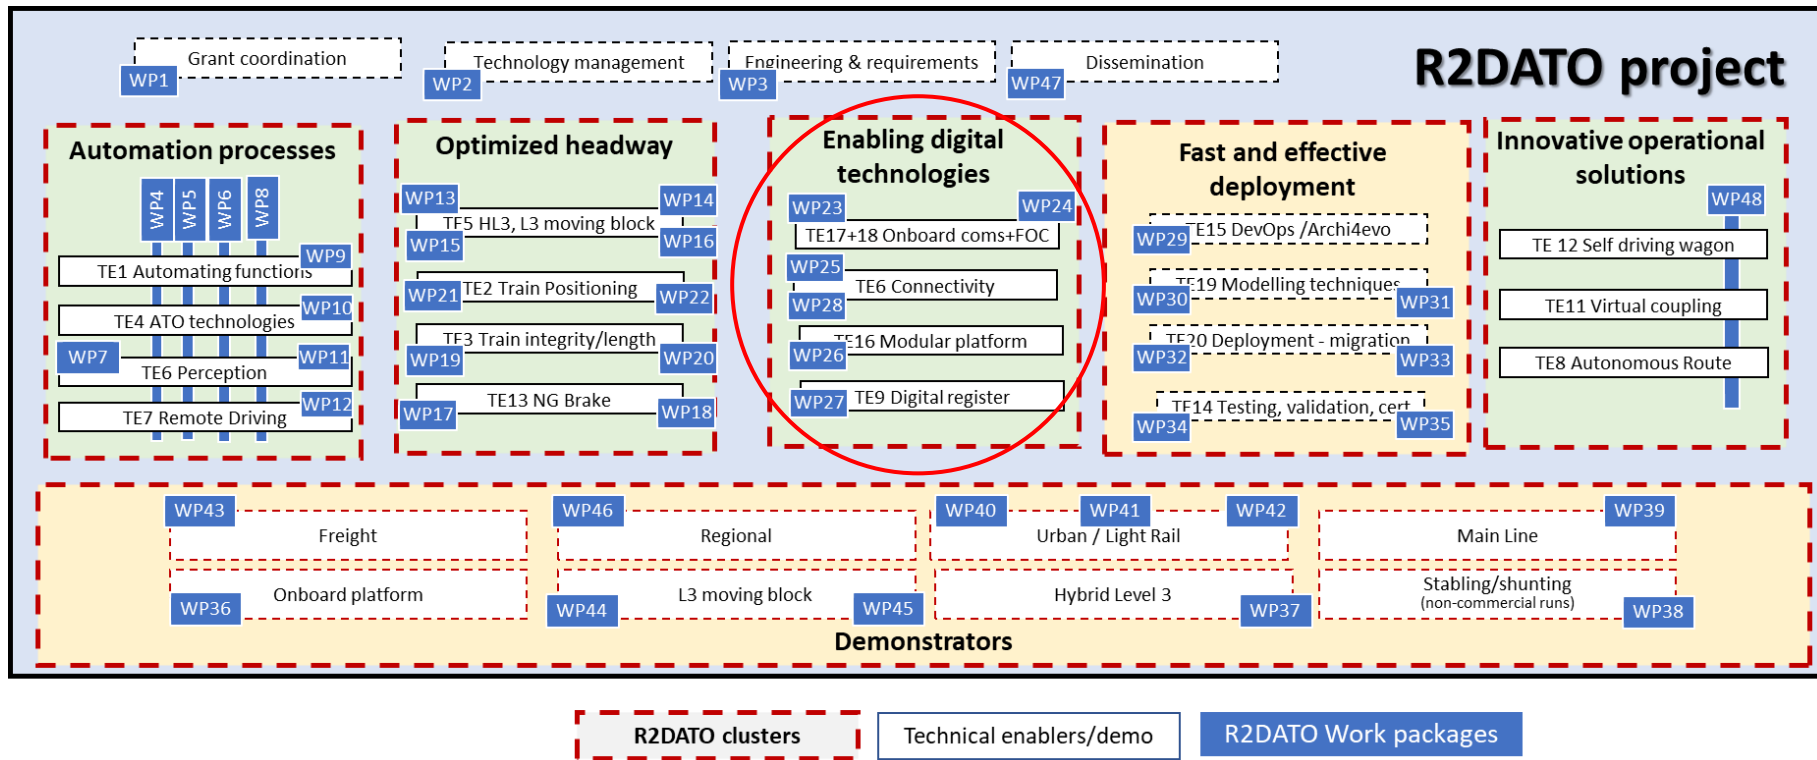 Grant coordination
WP1
Technology management
WP2
Engineering & requirements
WP3
Dissemination
WP47
R2DATO project
Automation processes
WP4
WP5
WP6
WP8
WP9
TE1 Automating functions
WP10
TE4 ATO technologies
WP7
WP11
TE6 Perception
WP12
TE7 Remote Driving
Optimized headway
WP13
WP14
TE5 HL3, L3 moving block
WP15
WP16
TE2 Train Positioning
WP21
WP22
TE3 Train integrity/length
WP19
WP20
TE13 NG Brake
WP17
WP18
Enabling digital
technologies
WP23
WP24
TE17+18 Onboard coms+FOC
WP25
TE6 Connectivity
WP28
TE16 Modular platform
WP26
TE9 Digital register
WP27
Fast and effective
deployment
TE15 DevOps /Archi4evo
WP29
TE19 Modelling techniques
WP30
WP31
TE20 Deployment - migration
WP32
WP33
TE14 Testing, validation, cert
WP34
WP35
Innovative operational
solutions
WP48
TE 12 Self driving wagon
TE11 Virtual coupling
TE8 Autonomous Route
WP43
Freight
WP46
Regional
WP40
WP41
WP42
Urban / Light Rail
WP39
Main Line
Onboard platform
WP36
L3 moving block
WP44
WP45
Hybrid Level 3
WP37
Stabling/shunting
(non-commercial runs)
WP38
Demonstrators
R2DATO clusters
Technical enablers/demo
R2DATO Work packages